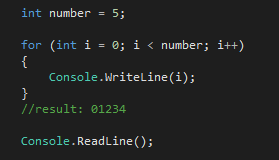 int number = 5;
for (int i = 0; i < number; i++)
{
    Console.WriteLine(i);
}
//result: 01234
Console.ReadLine();